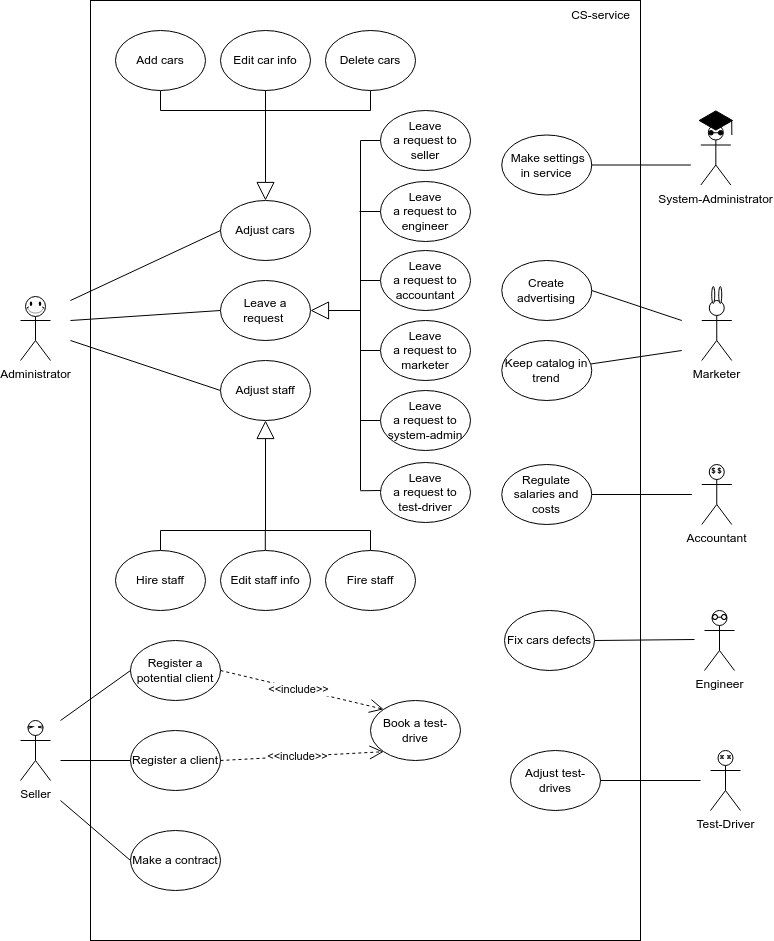 CS-service
Add cars
Edit car info
Delete cars
Leave
a request to
seller
Make settings
in service
System-Administrator
Leave
a request to
engineer
Adjust cars
Leave
a request to
accountant
Create
advertising
Leave a
request
Administrator
Leave
a request to
marketer
Keep catalog in
trend
Marketer
Adjust staff
Leave
a request to
system-admin
Leave
a request to
test-driver
Regulate
salaries and
costs
$ $
Accountant
Hire staff
Edit staff info
Fire staff
Fix cars defects
Engineer
Register a
potential client
<<include>>
Book a test-
drive
Register a client
<<include>>
Seller
Adjust test-
drives
x x
Test-Driver
Make a contract